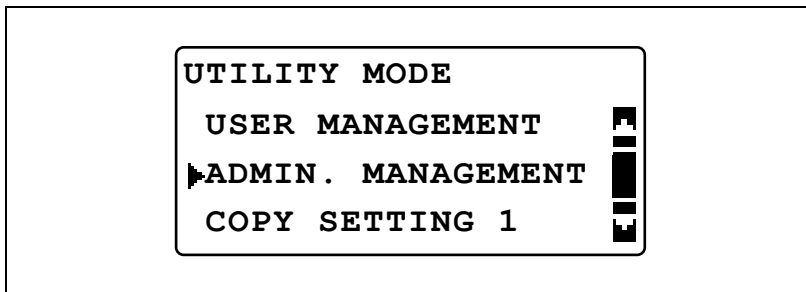 UTILITY MODE
USER MANAGEMENT
ADMIN. MANAGEMENT
COPY SETTING 1